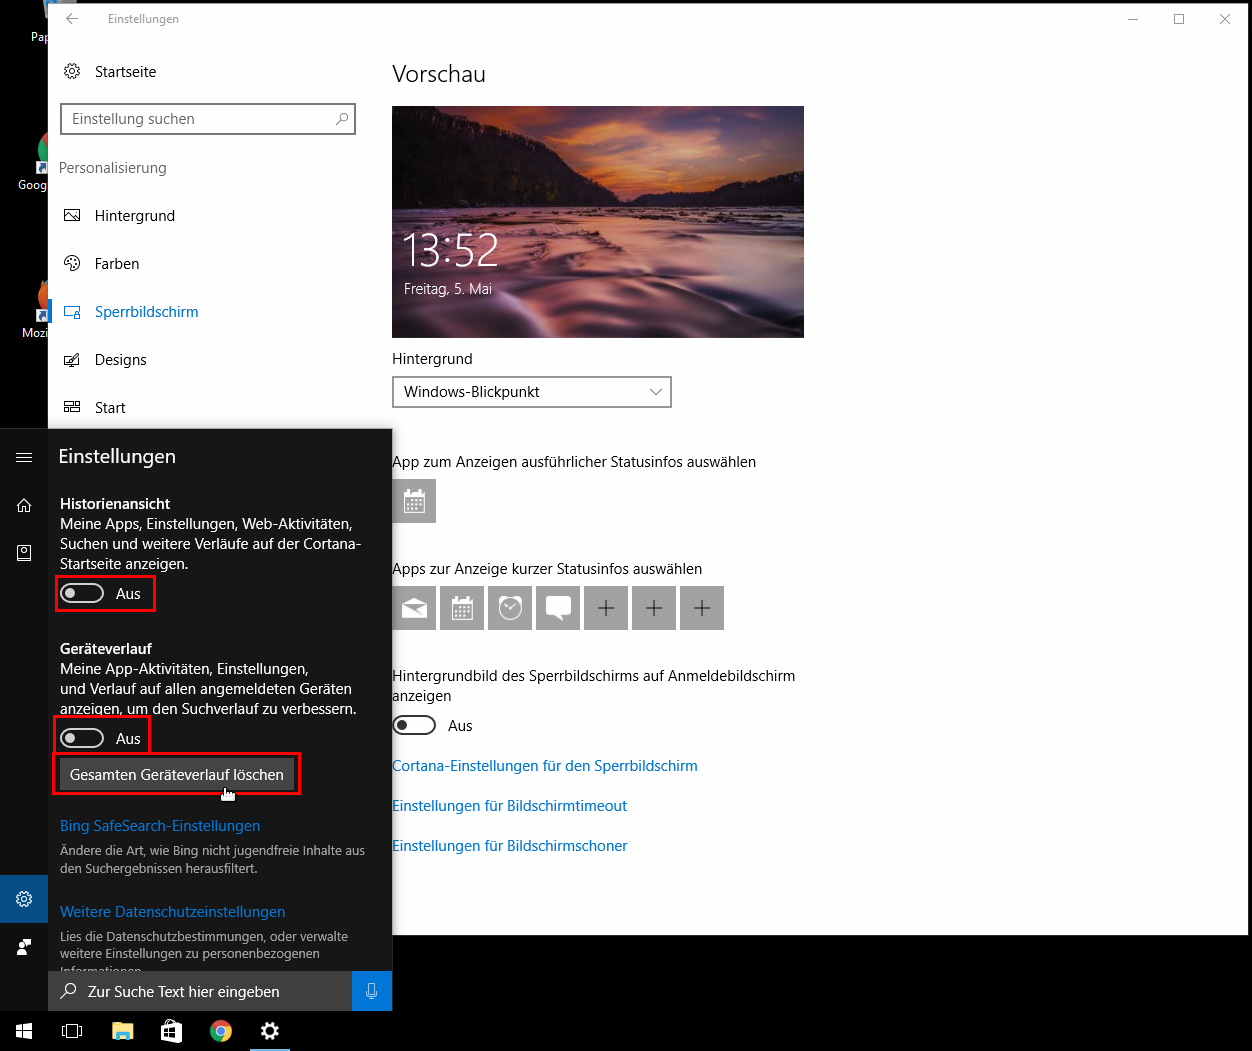 Einstellungen
Startseite
Einstellung suchen
Personalisierung
Hintergrund
Farben
Sperrbildschirm
Designs
Start
Vorschau
13:52
Freitag, 5. Mai
Hintergrund
Windows-Blickpunkt
App zum Anzeigen ausführlicher Statusinfos auswählen
Apps zur Anzeige kurzer Statusinfos auswählen
Hintergrundbild des Sperrbildschirms auf Anmeldebildschirm
anzeigen
Aus
Cortana-Einstellungen für den Sperrbildschirm
Einstellungen für Bildschirmtimeout
Einstellungen für Bildschirmschoner
Pap
Goog
Mozi
Einstellungen
Historienansicht
Meine Apps, Einstellungen, Web-Aktivitäten,
Suchen und weitere Verläufe auf der Cortana-
Startseite anzeigen.
Aus
Geräteverlauf
Meine App-Aktivitäten, Einstellungen,
und Verlauf auf allen angemeldeten Geräten
anzeigen, um den Suchverlauf zu verbessern.
Aus
Gesamten Geräteverlauf löschen
Bing SafeSearch-Einstellungen
Ändere die Art, wie Bing nicht jugendfreie Inhalte aus
den Suchergebnissen herausfiltert.
Weitere Datenschutzeinstellungen
Lies die Datenschutzbestimmungen, oder verwalte
weitere Einstellungen zu personenbezogenen
Informationen.
Zur Suche Text hier eingeben